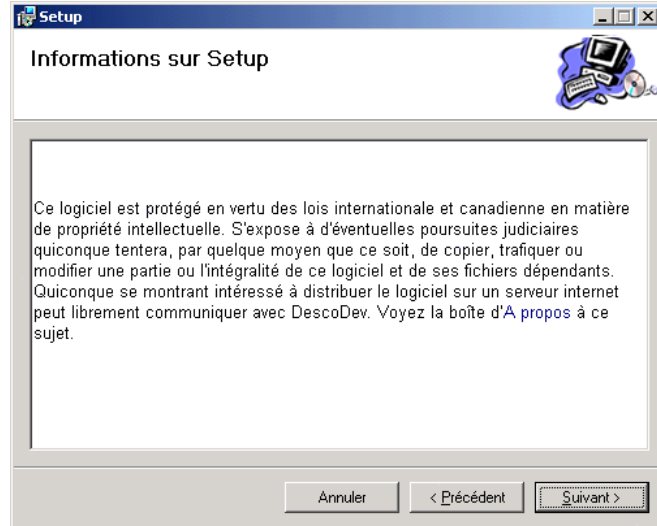 Setup
Informations sur Setup
Ce logiciel est protégé en vertu des lois internationale et canadienne en matière
de propriété intellectuelle. S'expose à d'éventuelles poursuites judiciaires
quiconque tentera, par quelque moyen que ce soit, de copier, trafiquer ou
modifier une partie ou l'intégralité de ce logiciel et de ses fichiers dépendants.
Quiconque se montrant intéressé à distribuer le logiciel sur un serveur internet
peut librement communiquer avec DescoDev. Voyez la boîte d'A propos à ce
sujet.
Annuler < Précédent Suivant >